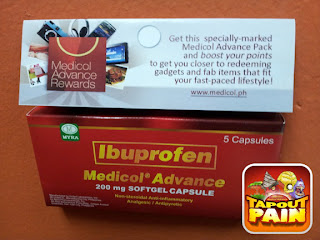 Get this specially-marked
Medicol Advance Pack
and boost your points
to get you closer to redeeming
gadgets and fab items that fit
your fast-paced lifestyle!
www.medicol.ph
Medicol
Advance
Rewards
5 Capsules
MYRA
Ibuprofen
Medicol® Advance
200 mg SOFTGEL CAPSULE
Non-steroidal Anti-inflammatory
Analgesic / Antipyretic
TAPOUT
PAIN